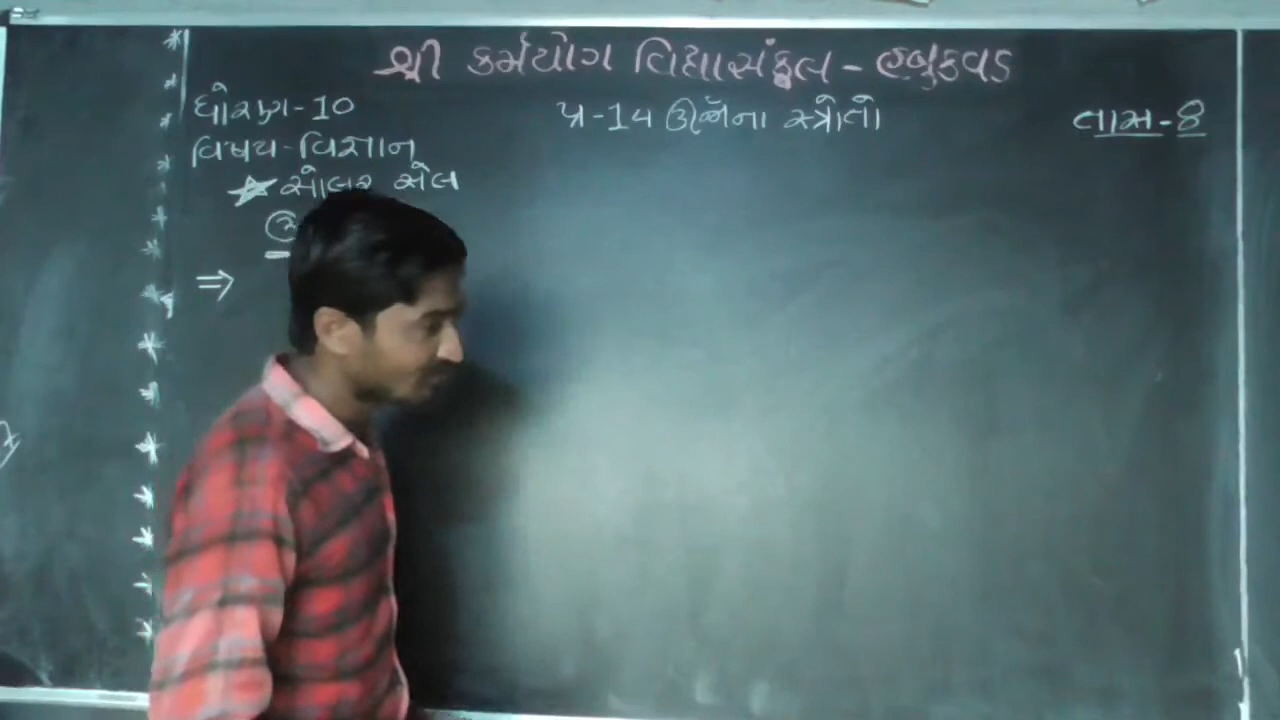 શ્રી કર્મયોગ વિદ્યાસંકુલ - હબુકવડ
ધોરણ-10
પ્ર-14 ઊર્જાના સ્ત્રોતો
તાસ-8
વિષય-વિજ્ઞાન
★ સોલર સેલ
⇒